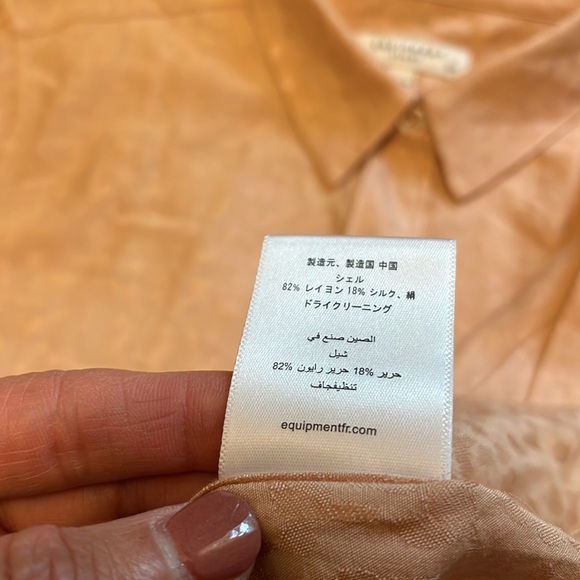 製造元、製造国 中国
シェル
82% レイヨン 18% シルク、絹
ドライクリーニング
الصين صنع في
شيل
82% حرير رايون 18% حرير
تنظيفجاف
equipmentfr.com